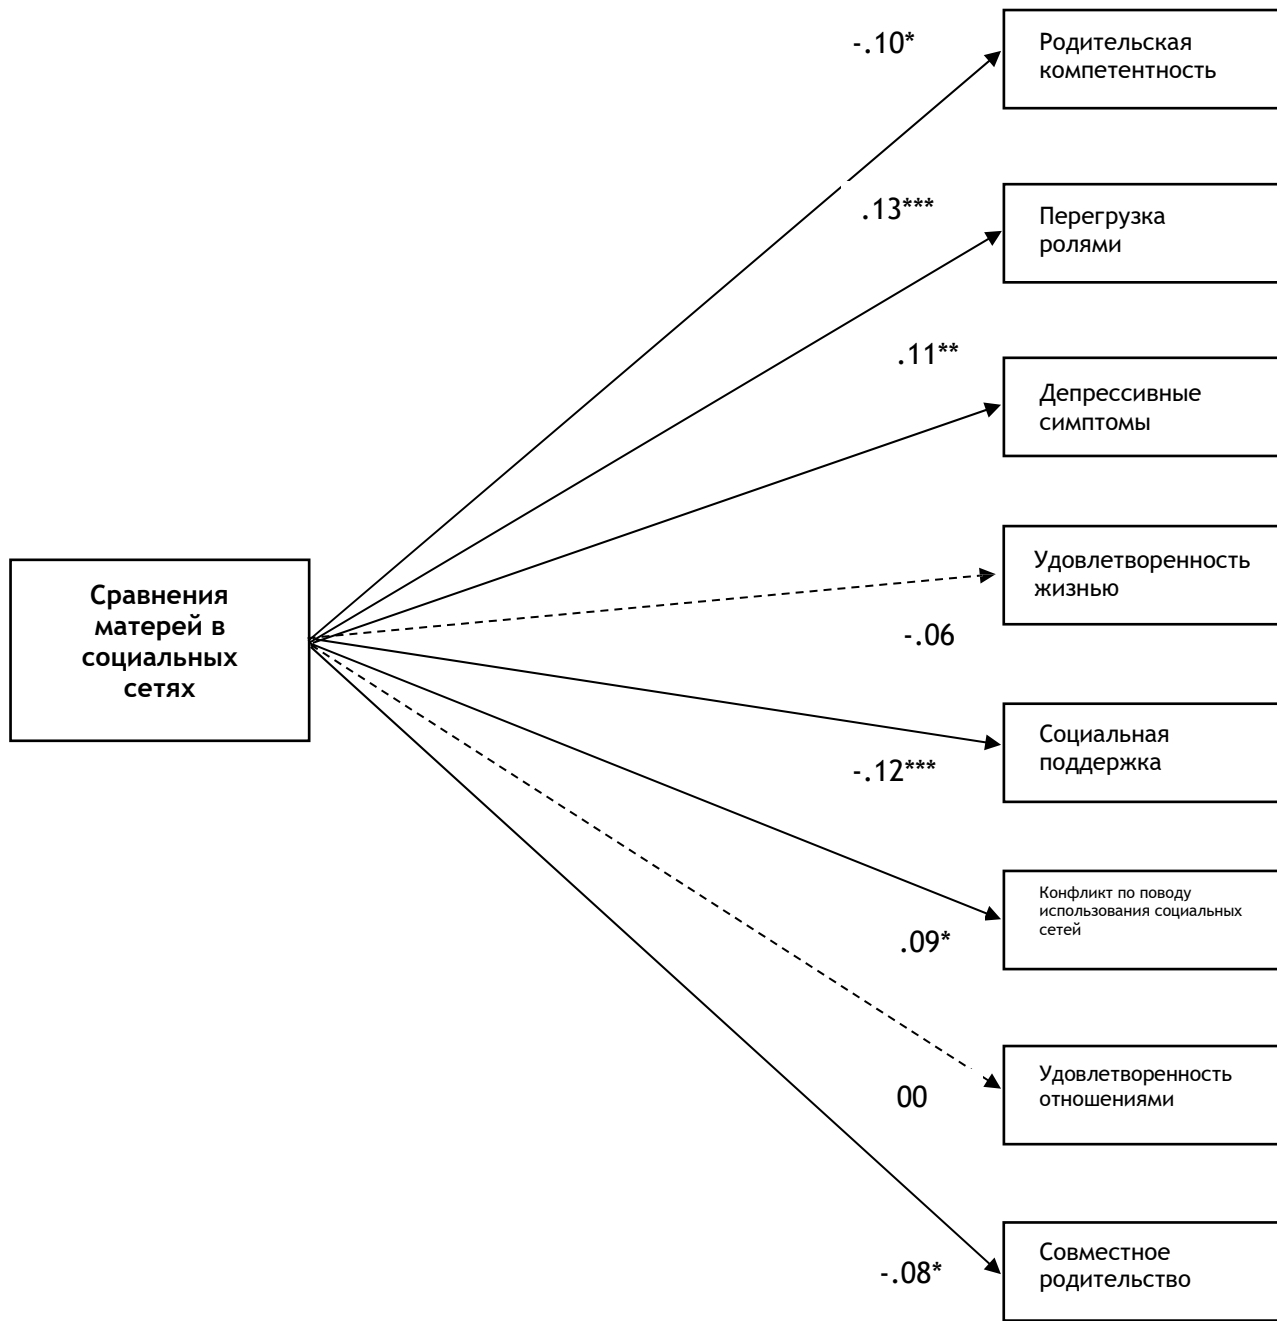 -.10*
Родительская
компетентность
.13***
Перегрузка
ролями
.11**
Депрессивные
симптомы
Сравнения
матерей в
социальных
сетях
Удовлетворенность
жизнью
-.06
Социальная
поддержка
-.12***
Конфликт по поводу
использования социальных
сетей
.09*
Удовлетворенность
отношениями
00
Совместное
родительство
-.08*